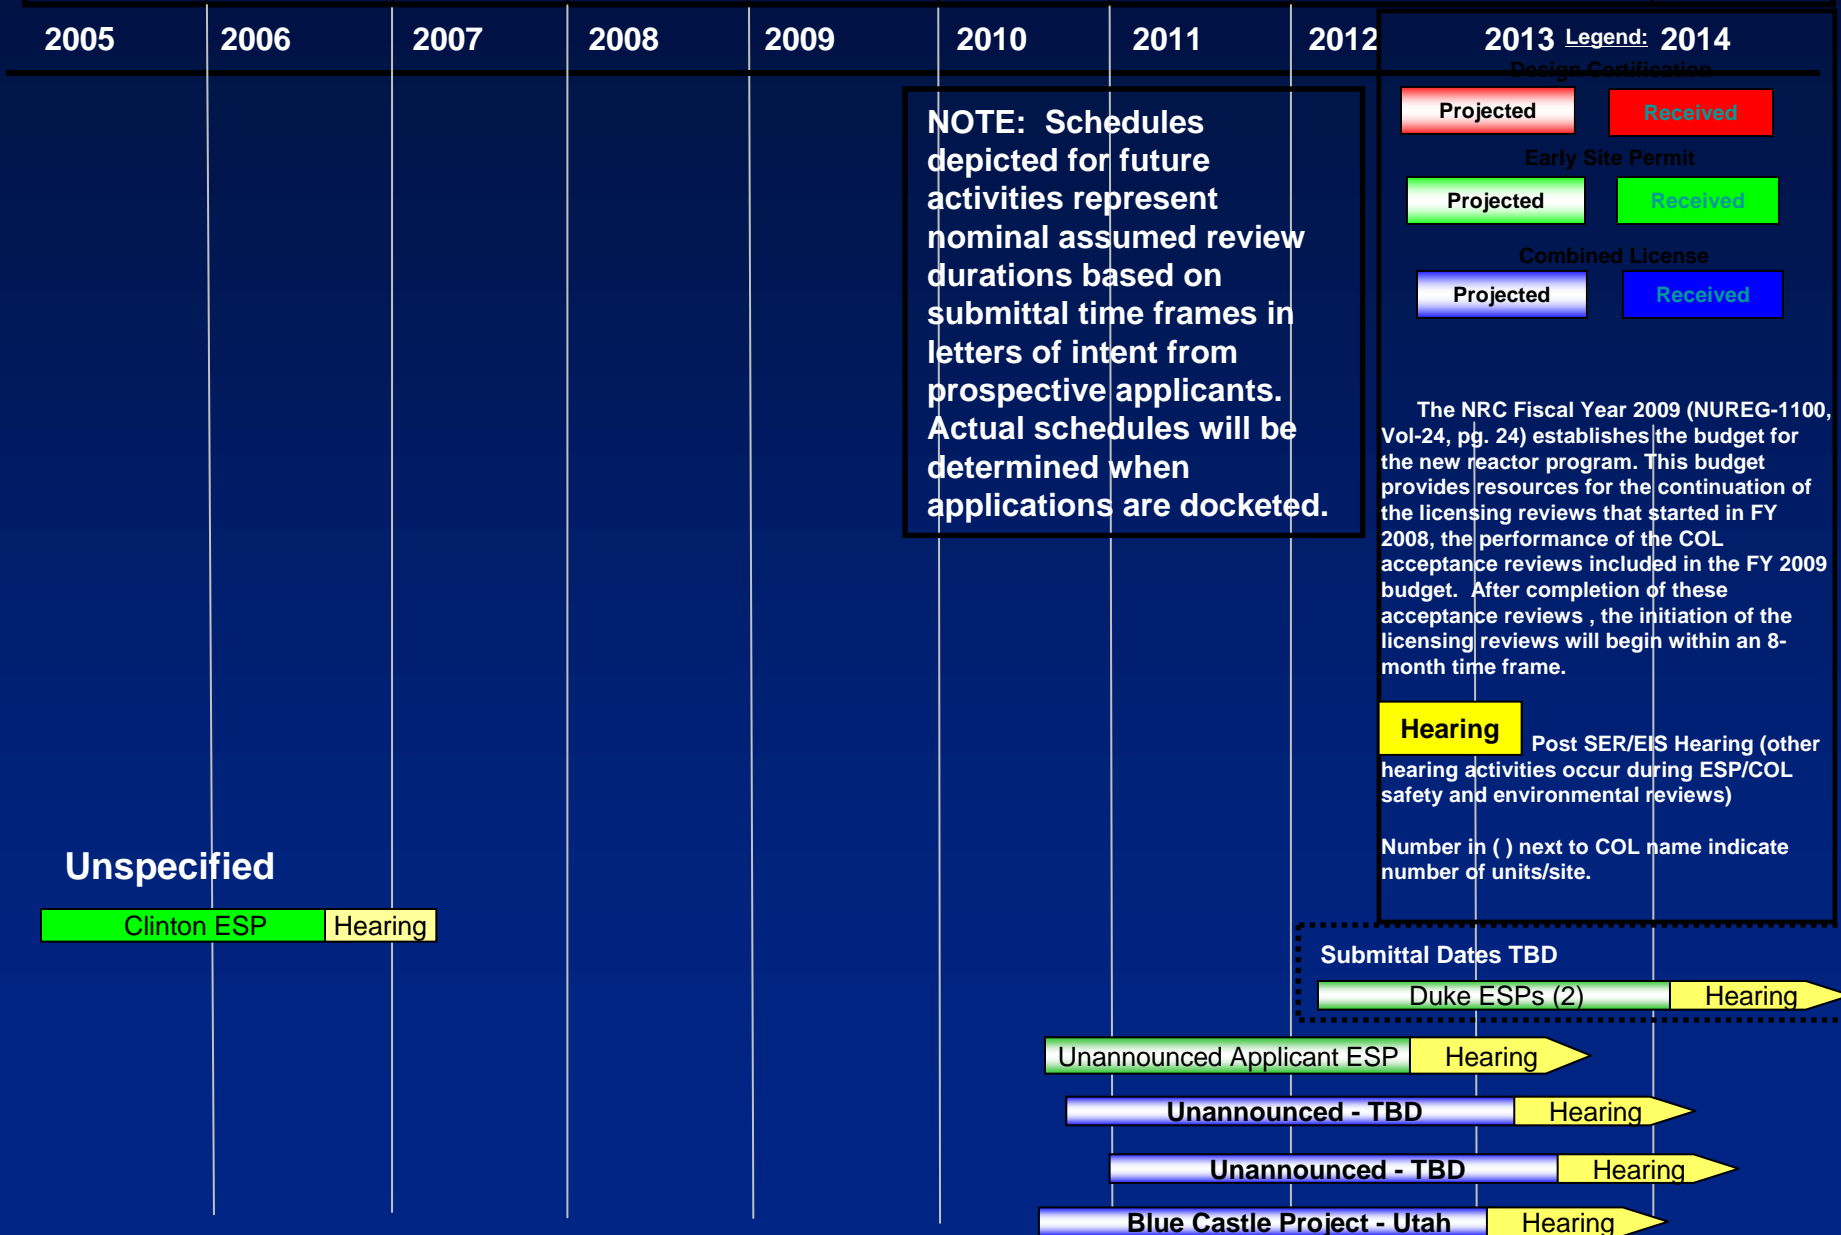 2005 2006 2007 2008 2009 2010 2011 2012 2013 2014
Legend:
Design Certification
Projected Received
Early Site Permit
Projected Received
Combined License
Projected Received
NOTE: Schedules
depicted for future
activities represent
nominal assumed review
durations based on
submittal time frames in
letters of intent from
prospective applicants.
Actual schedules will be
determined when
applications are docketed.
The NRC Fiscal Year 2009 (NUREG-1100,
Vol-24, pg. 24) establishes the budget for
the new reactor program. This budget
provides resources for the continuation of
the licensing reviews that started in FY
2008, the performance of the COL
acceptance reviews included in the FY 2009
budget. After completion of these
acceptance reviews , the initiation of the
licensing reviews will begin within an 8-
month time frame.
Hearing
Post SER/EIS Hearing (other
hearing activities occur during ESP/COL
safety and environmental reviews)
Number in ( ) next to COL name indicate
number of units/site.
Unspecified
Clinton ESP Hearing
Submittal Dates TBD
Duke ESPs (2) Hearing
Unannounced Applicant ESP Hearing
Unannounced - TBD Hearing
Unannounced - TBD Hearing
Blue Castle Project - Utah Hearing